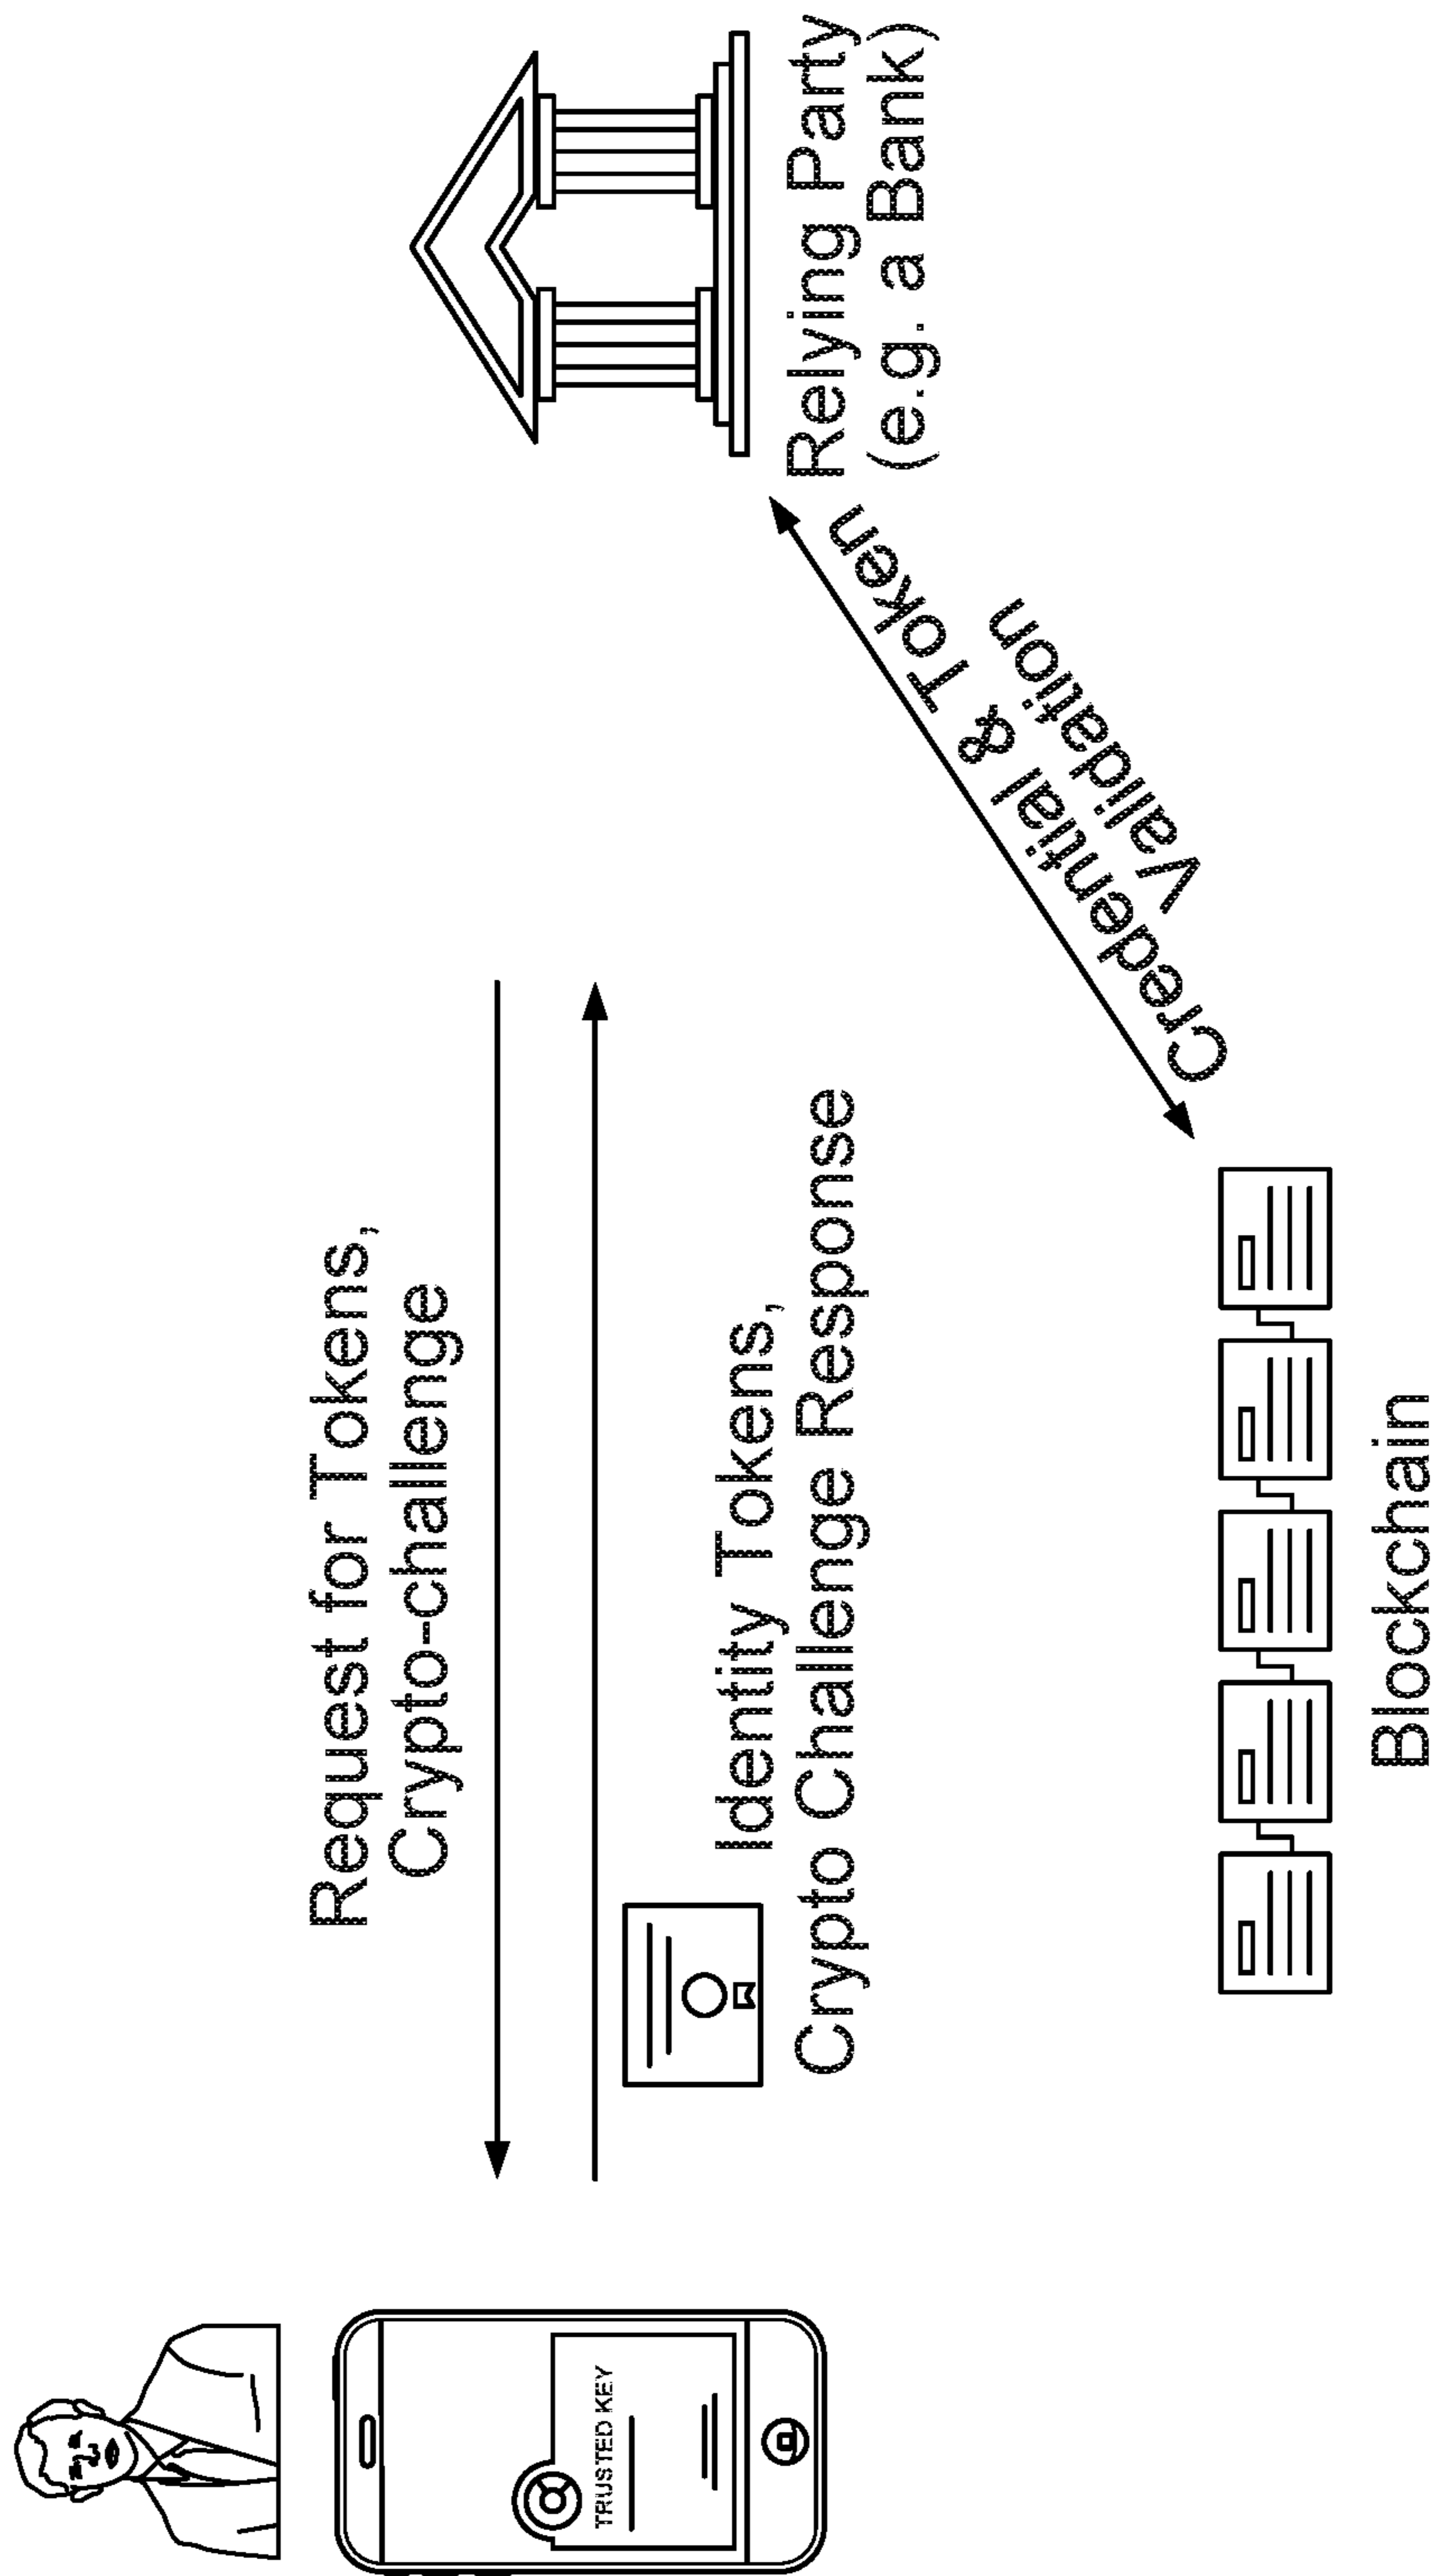 TRUSTED KEY
Request for Tokens,
Crypto-challenge
Identity Tokens,
Crypto Challenge Response
Relying Party
(e.g. a Bank)
Credential & Token
Validation
Blockchain